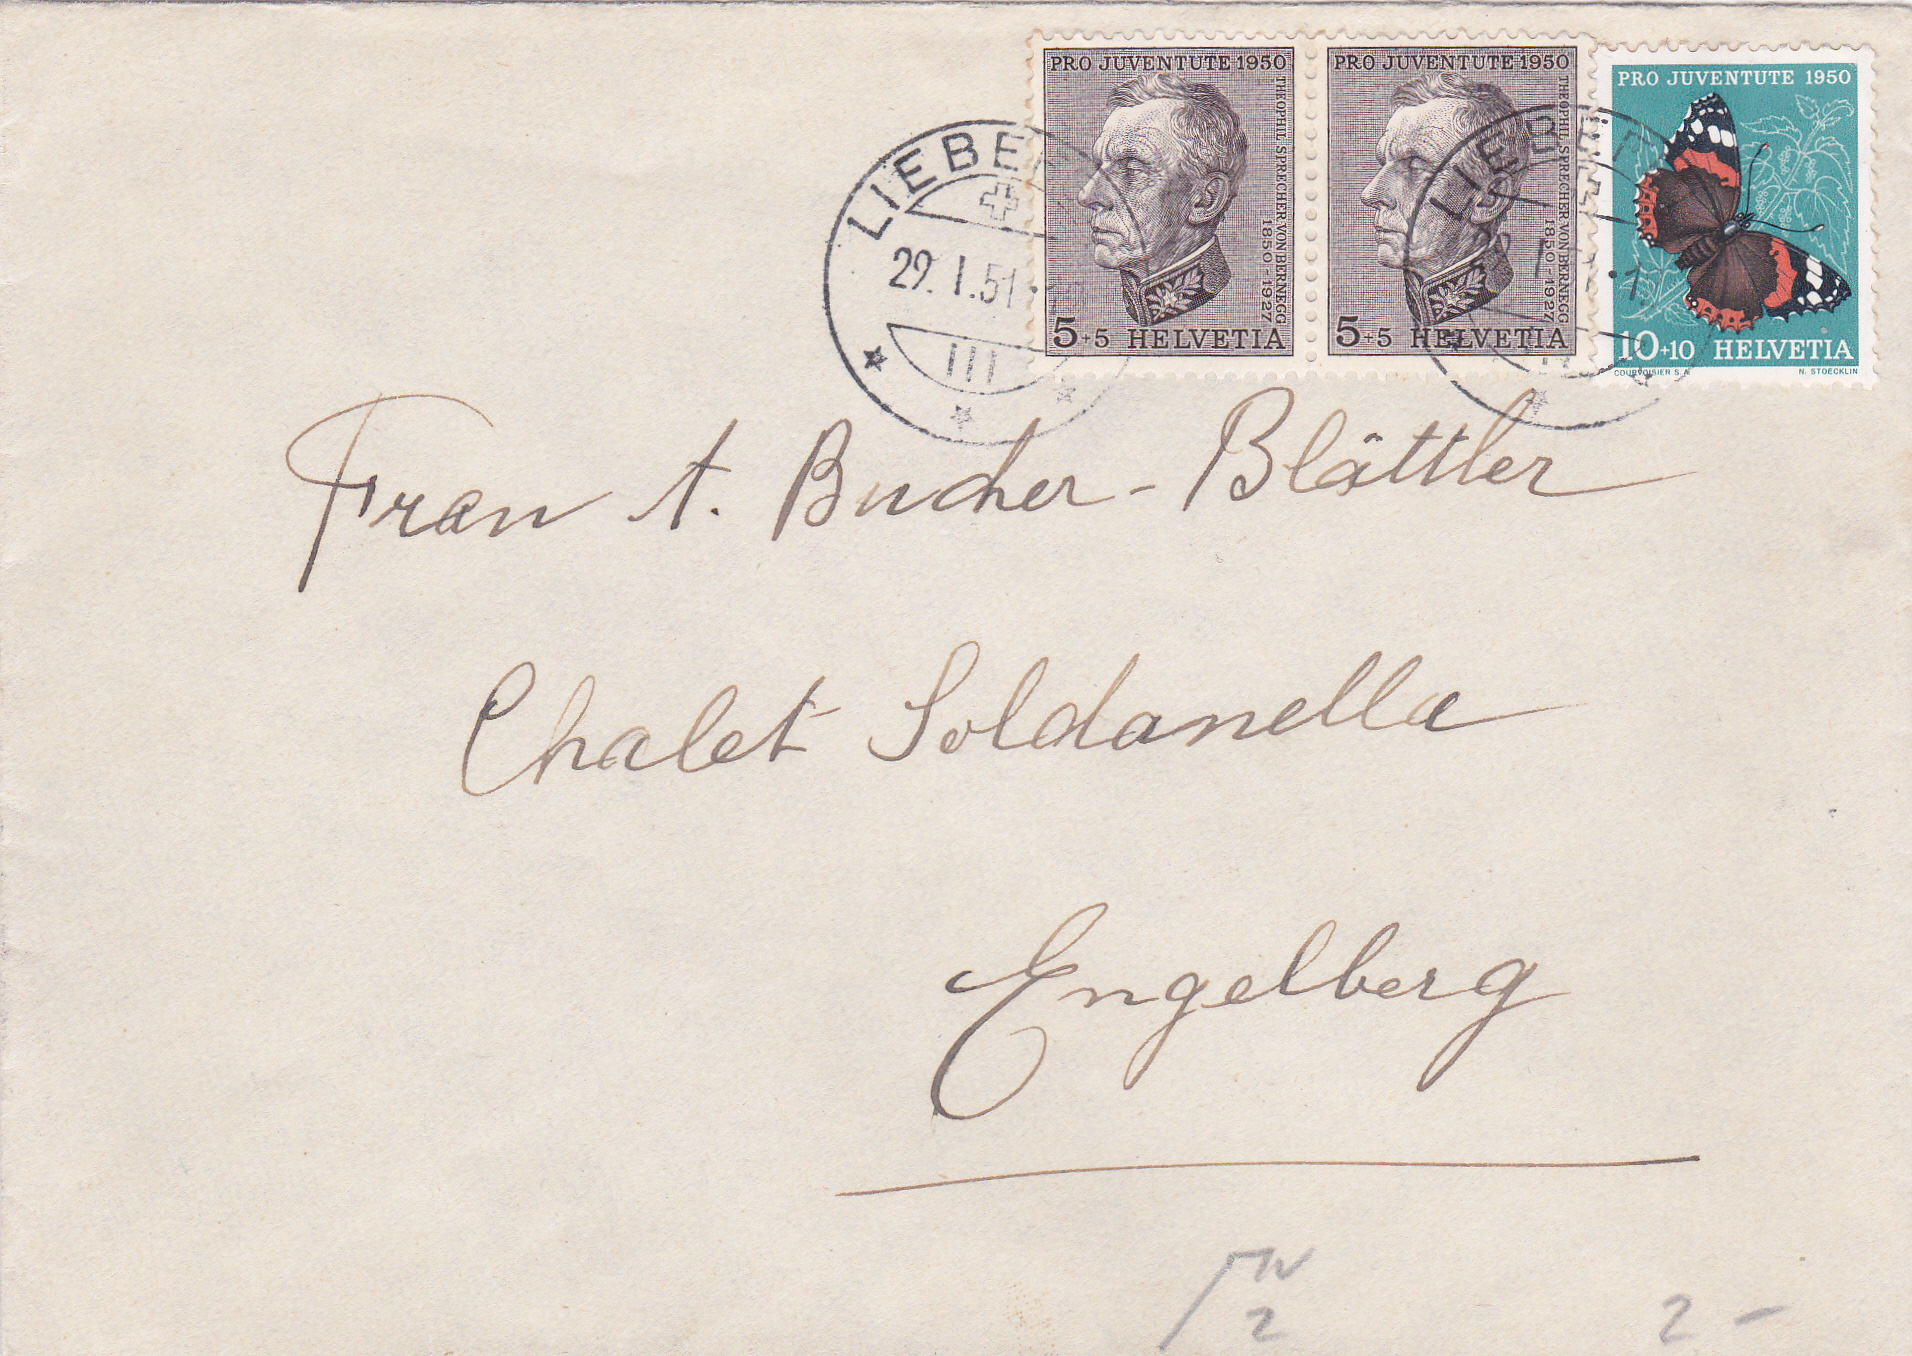 PRO JUVENTUTE 1950
THEOPHIL SPRECHER VON BERNEGG
1850 - 1927
5+5 HELVETIA
PRO JUVENTUTE 1950
THEOPHIL SPRECHER VON BERNEGG
1850 - 1927
5+5 HELVETIA
PRO JUVENTUTE 1950
10+10 HELVETIA
COURVOISIER S.A.
N. STOECKLIN
29. I. 51
III
Frau A. Bucher - Blättler
Chalet Soldanella
Engelberg
2
2 -